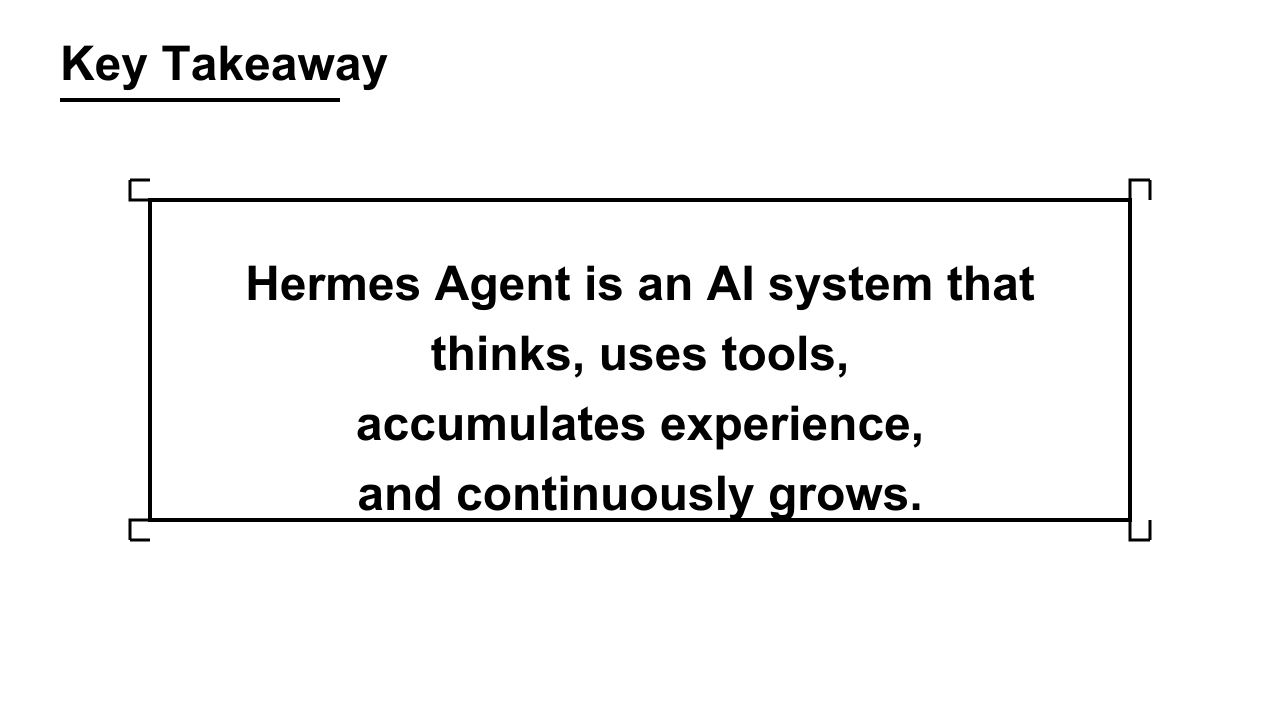 Key Takeaway
Hermes Agent is an AI system that
thinks, uses tools,
accumulates experience,
and continuously grows.